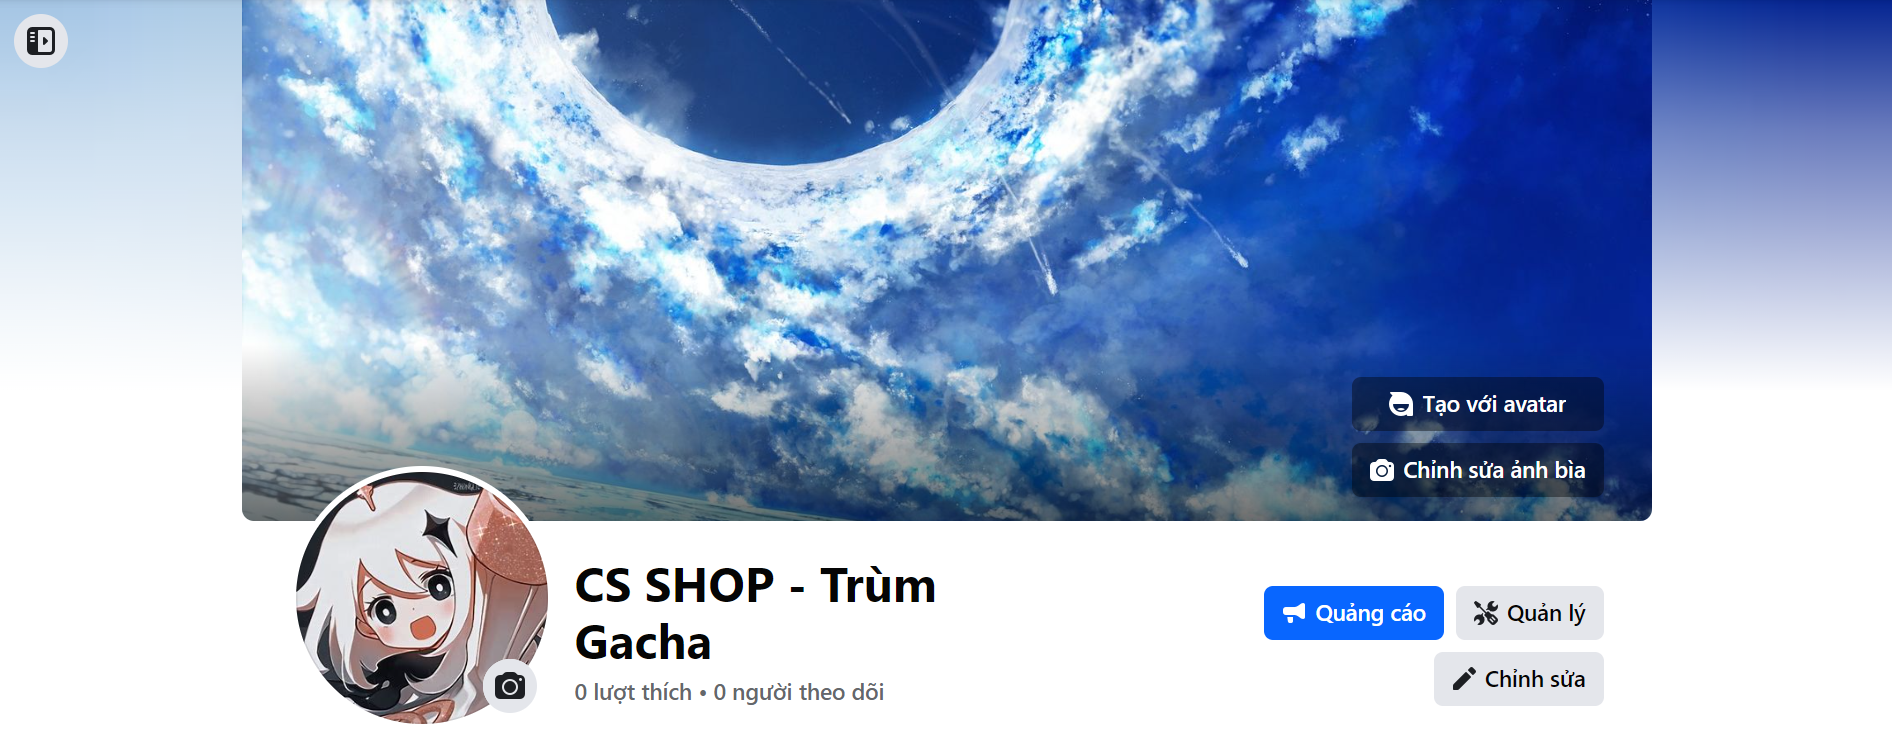 Tạo với avatar
Chỉnh sửa ảnh bìa
CS SHOP - Trùm
Gacha
0 lượt thích • 0 người theo dõi
Quảng cáo
Quản lý
Chỉnh sửa